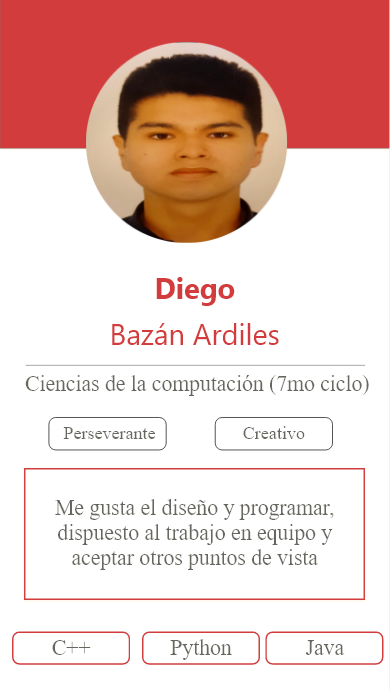 Diego
Bazán Ardiles
Ciencias de la computación (7mo ciclo)
Perseverante
Creativo
Me gusta el diseño y programar,
dispuesto al trabajo en equipo y
aceptar otros puntos de vista
C++
Python
Java